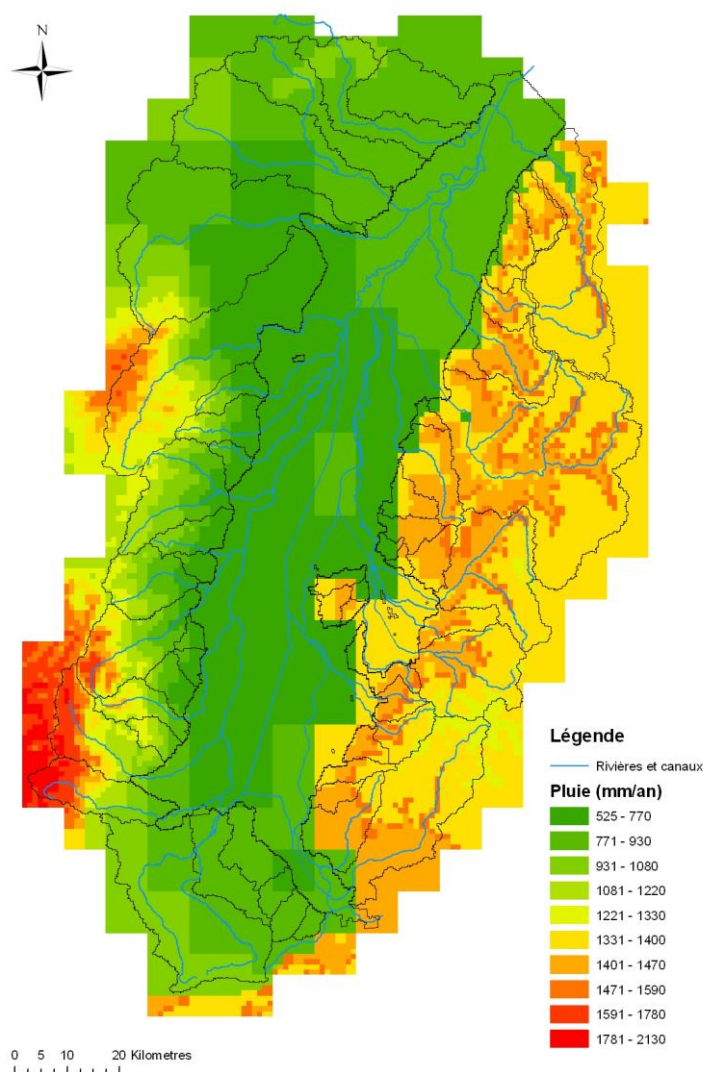 N
Légende
Rivières et canaux
Pluie (mm/an)
525 - 770
771 - 930
931 - 1080
1081 - 1220
1221 - 1330
1331 - 1400
1401 - 1470
1471 - 1590
1591 - 1780
1781 - 2130
0 5 10 20 Kilometres